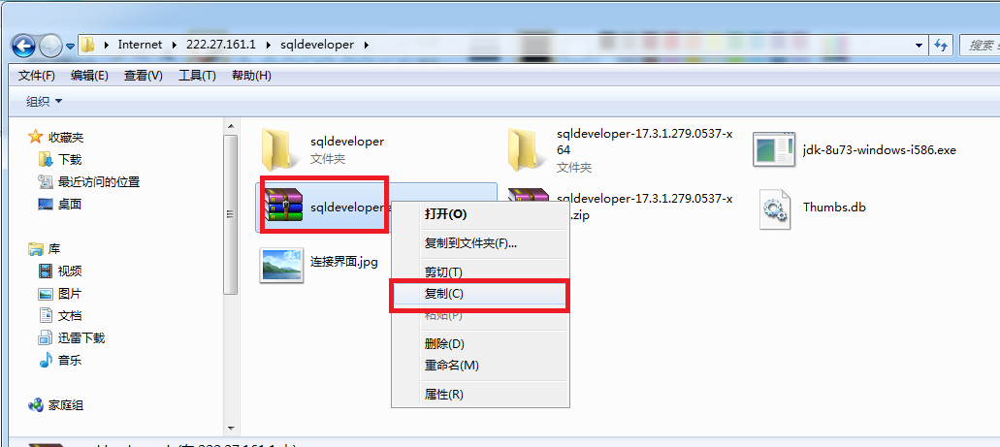 Internet
222.27.161.1
sqldeveloper
搜索
文件(F) 编辑(E) 查看(V) 工具(T) 帮助(H)
组织
收藏夹
下载
最近访问的位置
桌面
库
视频
图片
文档
迅雷下载
音乐
家庭组
sqldeveloper
文件夹
sqldeveloper-17.3.1.279.0537-x
64
文件夹
jdk-8u73-windows-i586.exe
sqldeveloper
sqldeveloper-17.3.1.279.0537-x
.zip
Thumbs.db
连接界面.jpg
打开(O)
复制到文件夹(F)...
剪切(T)
复制(C)
粘贴(P)
删除(D)
重命名(M)
属性(R)